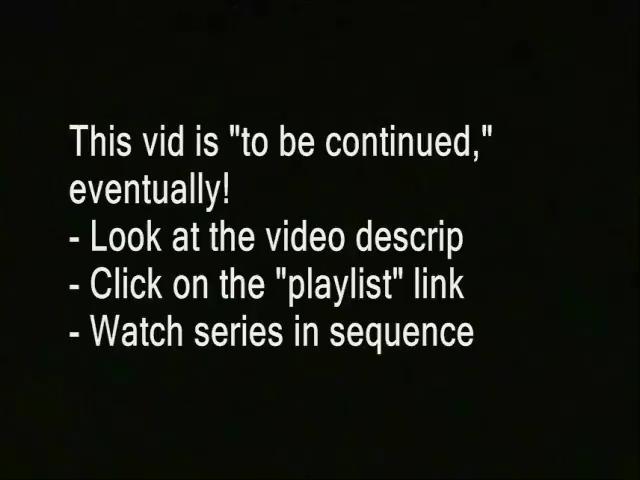 This vid is "to be continued,"
eventually!
- Look at the video descrip
- Click on the "playlist" link
- Watch series in sequence